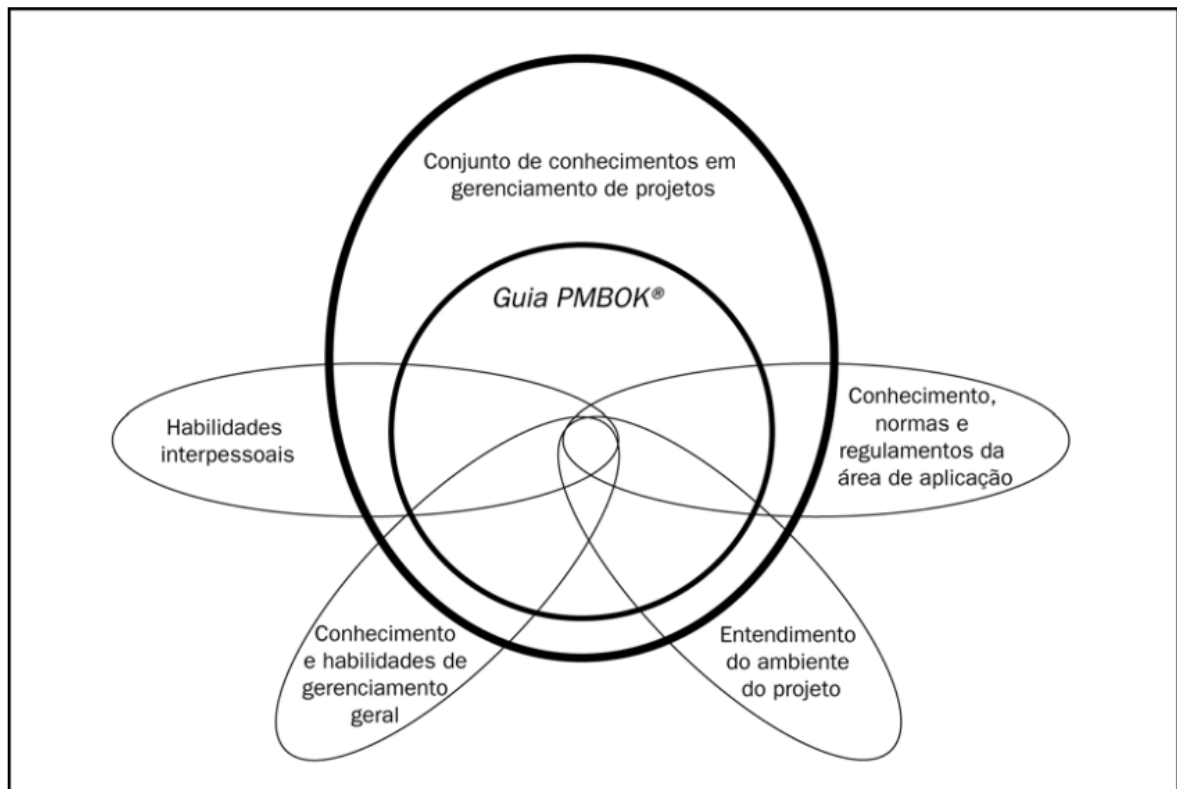 Conjunto de conhecimentos em
gerenciamento de projetos
Guia PMBOK®
Habilidades
interpessoais
Conhecimento,
normas e
regulamentos da
área de aplicação
Conhecimento
e habilidades de
gerenciamento
geral
Entendimento
do ambiente
do projeto